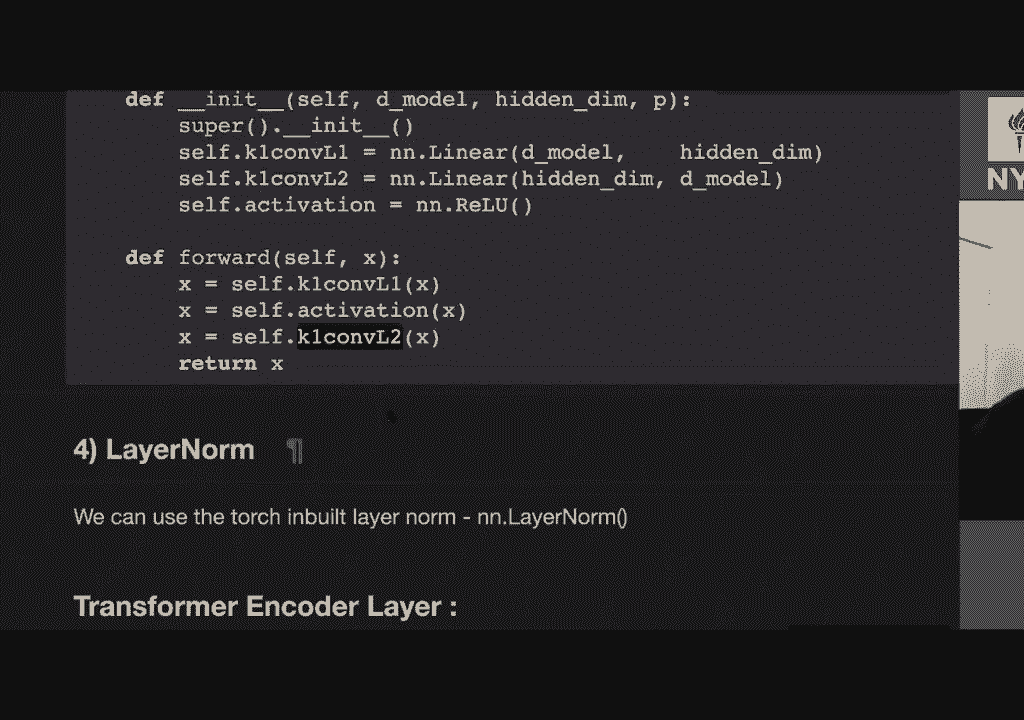 def __init__(self, d_model, hidden_dim, p):
super().__init__()
self.k1convL1 = nn.Linear(d_model,    hidden_dim)
self.k1convL2 = nn.Linear(hidden_dim, d_model)
self.activation = nn.ReLU()
def forward(self, x):
x = self.k1convL1(x)
x = self.activation(x)
x = self.k1convL2(x)
return x
4) LayerNorm ¶
We can use the torch inbuilt layer norm - nn.LayerNorm()
Transformer Encoder Layer :
NY